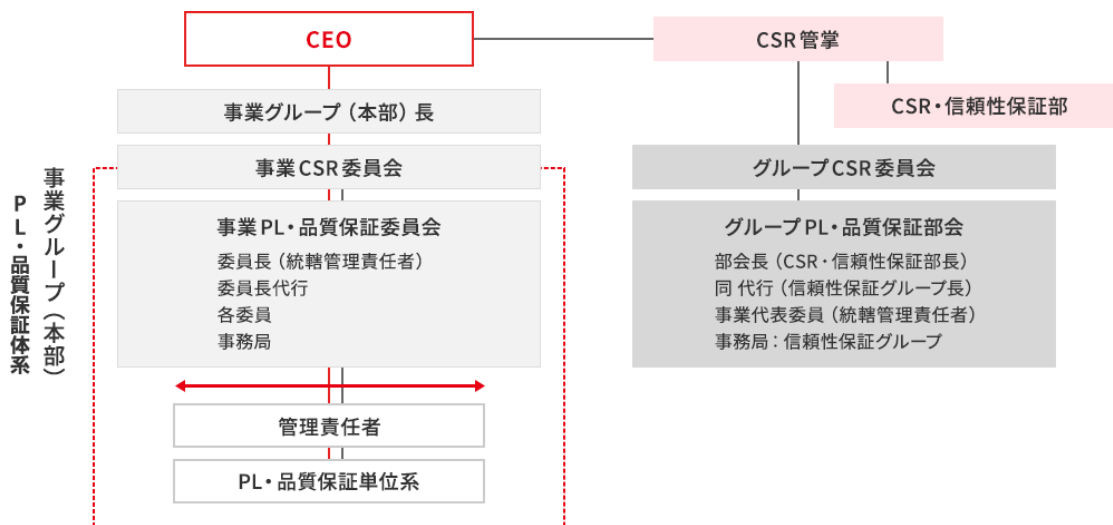 CEO
CSR管掌
事業グループ（本部）長
CSR・信頼性保証部
事業CSR委員会
グループCSR委員会
事業グループ（本部）
PL・品質保証体系
事業PL・品質保証委員会
委員長（統轄管理責任者）
委員長代行
各委員
事務局
グループPL・品質保証部会
部会長（CSR・信頼性保証部長）
同 代行（信頼性保証グループ長）
事業代表委員（統轄管理責任者）
事務局：信頼性保証グループ
管理責任者
PL・品質保証単位系